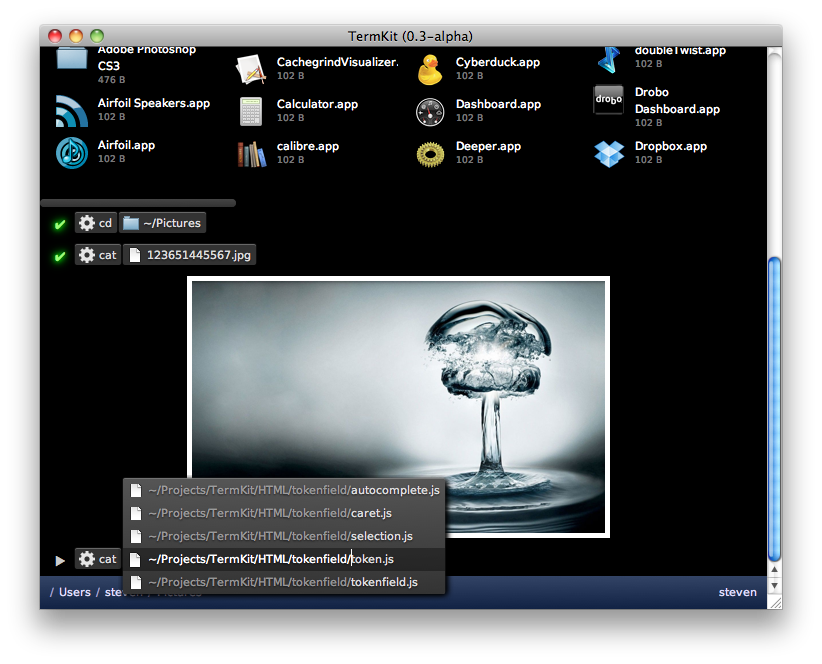 TermKit (0.3-alpha)
Adobe Photoshop
CS3
476 B
CachegrindVisualizer.
102 B
Cyberduck.app
102 B
doubleTwist.app
102 B
Airfoil Speakers.app
102 B
Calculator.app
102 B
Dashboard.app
102 B
drobo
Drobo
Dashboard.app
102 B
Airfoil.app
102 B
calibre.app
102 B
Deeper.app
102 B
Dropbox.app
102 B
cd ~/Pictures
cat 123651445567.jpg
~/Projects/TermKit/HTML/tokenfield/autocomplete.js
~/Projects/TermKit/HTML/tokenfield/caret.js
~/Projects/TermKit/HTML/tokenfield/selection.js
cat ~/Projects/TermKit/HTML/tokenfield/token.js
~/Projects/TermKit/HTML/tokenfield/tokenfield.js
/ Users / steven / Pictures
steven